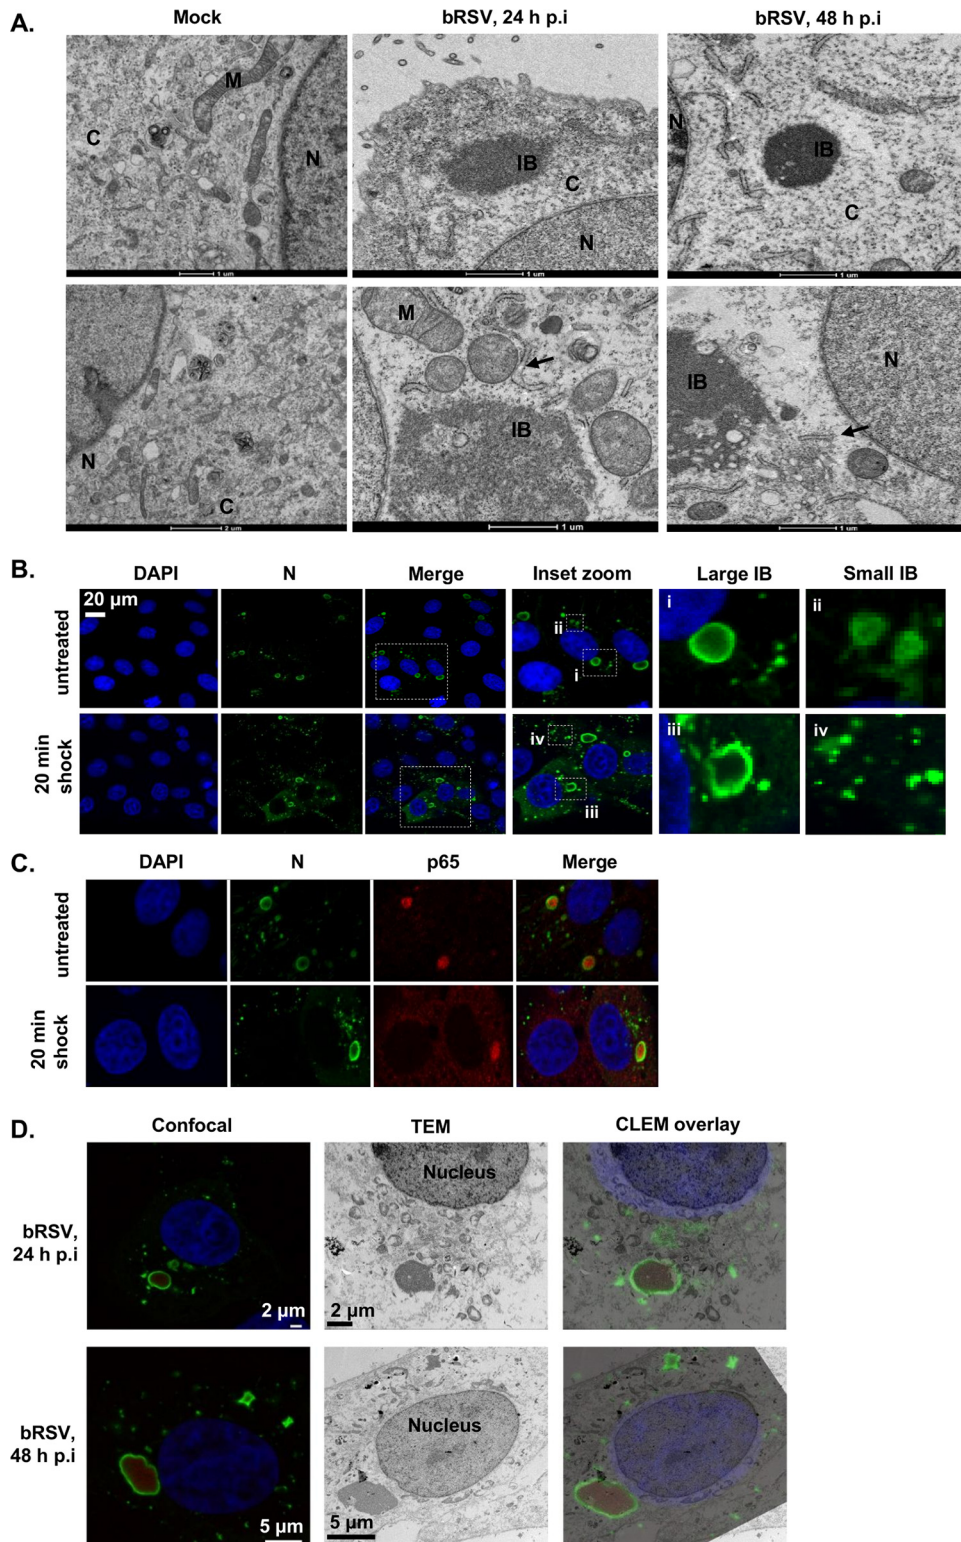 A.
Mock
bRSV, 24 h p.i
bRSV, 48 h p.i
M
C
N
1 um
IB
C
N
1 um
N
IB
C
1 um
N
C
2 um
M
IB
1 um
IB
N
1 um
B.
DAPI
N
Merge
Inset zoom
Large IB
Small IB
untreated
20 µm
ii
i
i
ii
20 min
shock
iv
iii
iii
iv
C.
DAPI
N
p65
Merge
untreated
20 min
shock
D.
Confocal
TEM
CLEM overlay
bRSV,
24 h p.i
2 µm
Nucleus
2 µm
bRSV,
48 h p.i
5 µm
Nucleus
5 µm